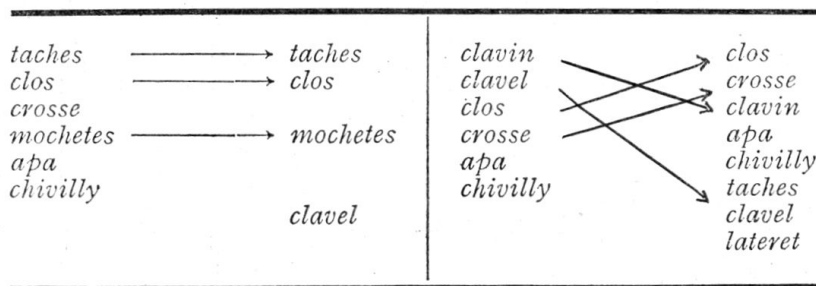 taches taches
clos clos
crosse
mochetes mochetes
apa
chivilly
clavel
clavin clos
clavel crosse
clos clavin
crosse apa
apa chivilly
chivilly taches
clavel
lateret